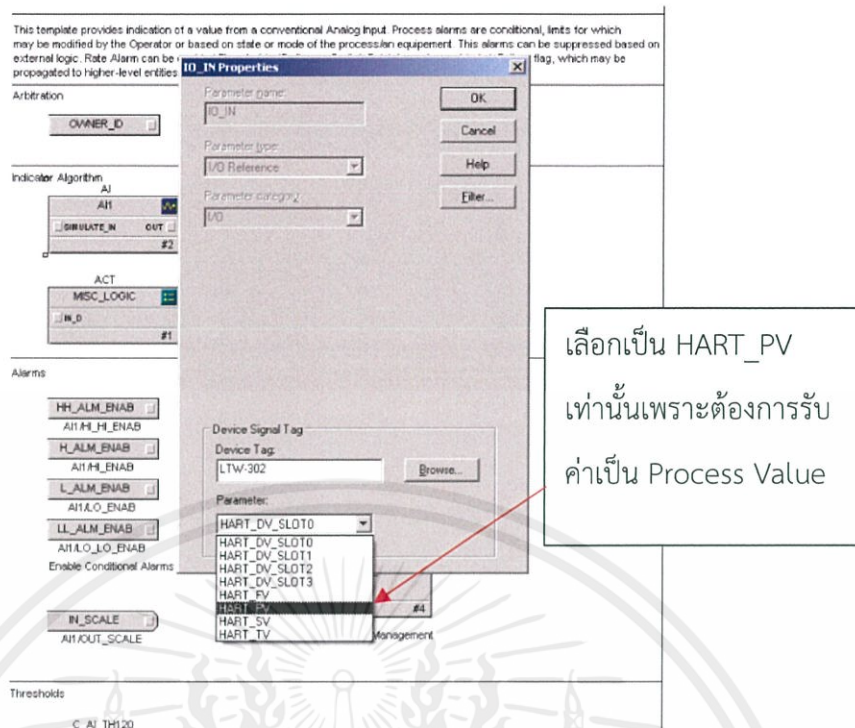 This template provides indication of a value from a conventional Analog Input. Process alarms are conditional, limits for which
may be modified by the Operator or based on state or mode of the process/an equipement. This alarms can be suppressed based on
external logic. Rate Alarm can be
flag, which may be
propagated to higher-level entities
Arbitration
OWNER_ID
Indicator Algorithm
AI
AI1
SIMULATE_IN OUT
#2
ACT
MISC_LOGIC
IN_D
#1
Alarms
HH_ALM_ENAB
AI1/HI_HI_ENAB
H_ALM_ENAB
AI1/HI_ENAB
L_ALM_ENAB
AI1/LO_ENAB
LL_ALM_ENAB
AI1/LO_LO_ENAB
Enable Conditional Alarms
IN_SCALE
AI1/OUT_SCALE
Thresholds
C_AI_TH120
IO_IN Properties
Parameter name:
IO_IN
Parameter type:
I/O Reference
Parameter category:
I/O
OK
Cancel
Help
Filter...
Device Signal Tag
Device Tag:
LTW-302
Browse...
Parameter:
HART_DV_SLOT0
HART_DV_SLOT0
HART_DV_SLOT1
HART_DV_SLOT2
HART_DV_SLOT3
HART_FV
HART_PV
HART_SV
HART_TV
#4
Management
เลือกเป็น HART_PV
เท่านั้นเพราะต้องการรับ
ค่าเป็น Process Value